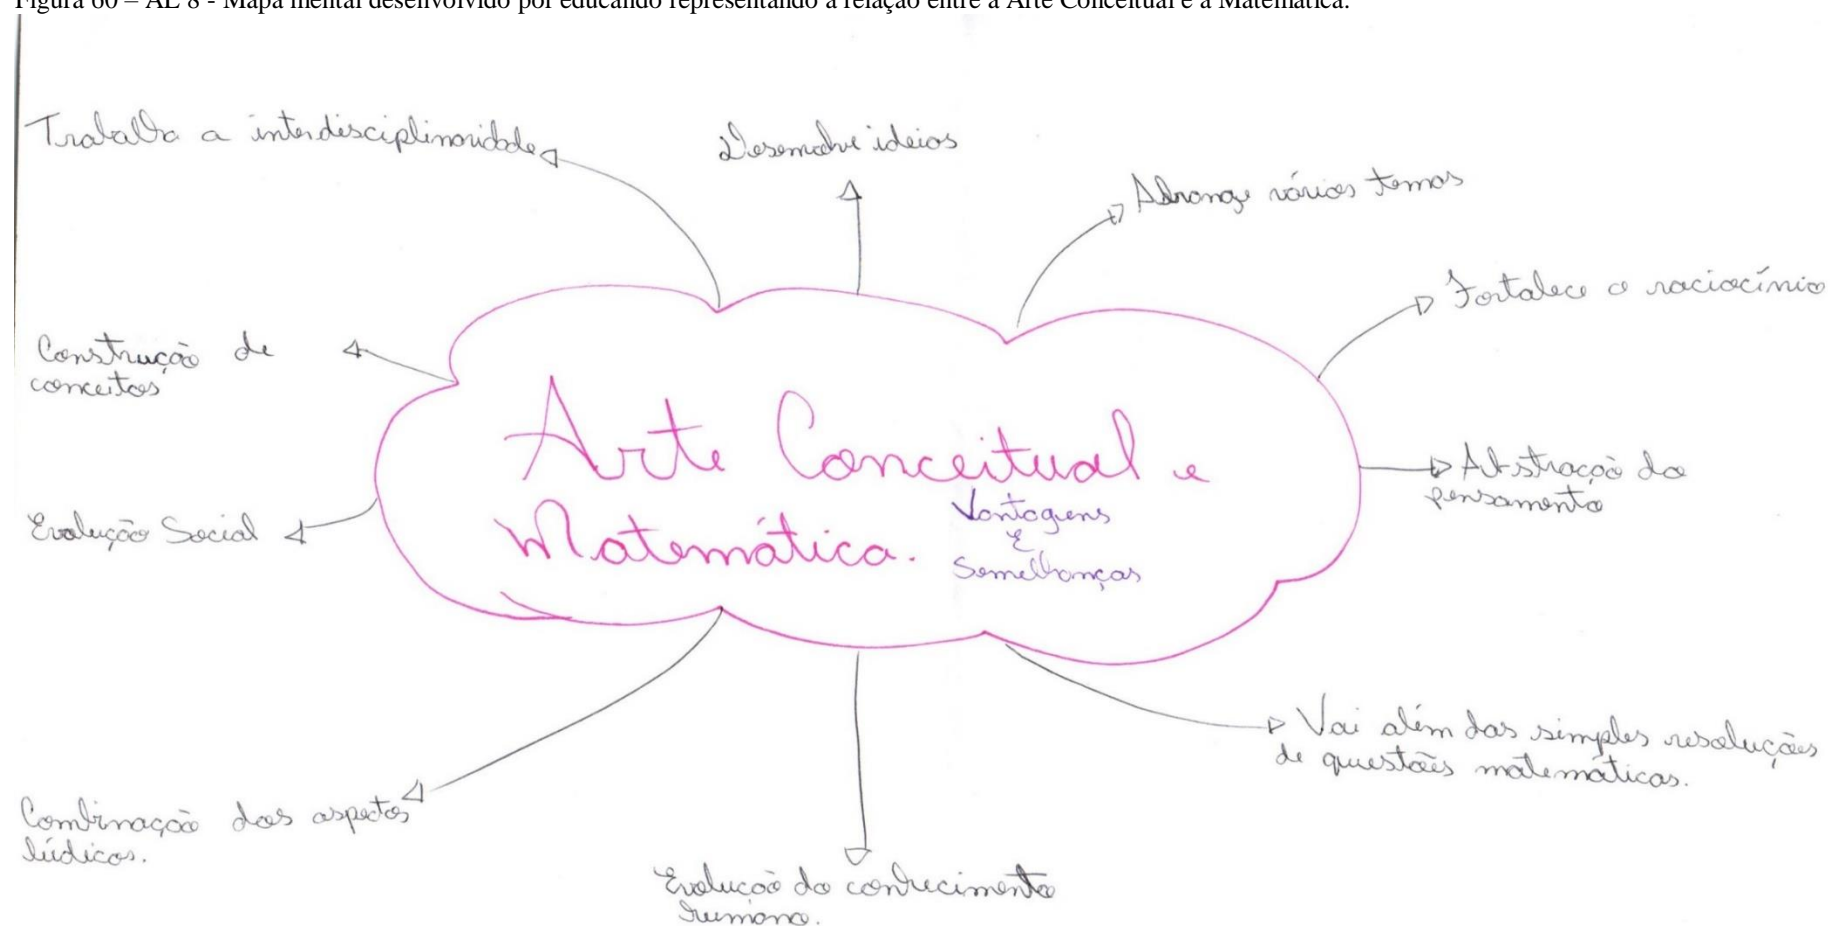 Figura 60 – AL 8 - Mapa mental desenvolvido por educando representando a relação entre a Arte Conceitual e a Matemática.
Trabalha a interdisciplinaridade
Desenvolve ideias
Abrange vários temas
Fortalece o raciocínio
Construção de
conceitos
Arte Conceitual e
Matemática.
Vantagens
E
Semelhanças
Abstração do
pensamento
Evolução Social
Vai além das simples resoluções
de questões matemáticas.
Combinação dos aspectos
lúdicos.
Evolução do conhecimento
humano.